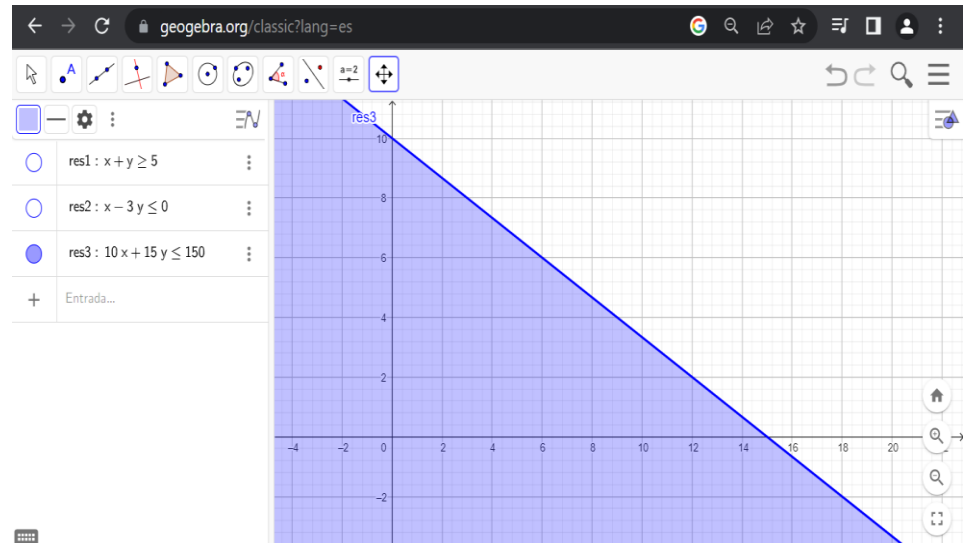 geogebra.org/classic?lang=es
A
a=2
res1 : x + y ≥ 5
res2 : x − 3 y ≤ 0
res3 : 10 x + 15 y ≤ 150
Entrada...
res3
10
8
6
4
2
−4 −2 0 2 4 6 8 10 12 14 16 18 20
−2